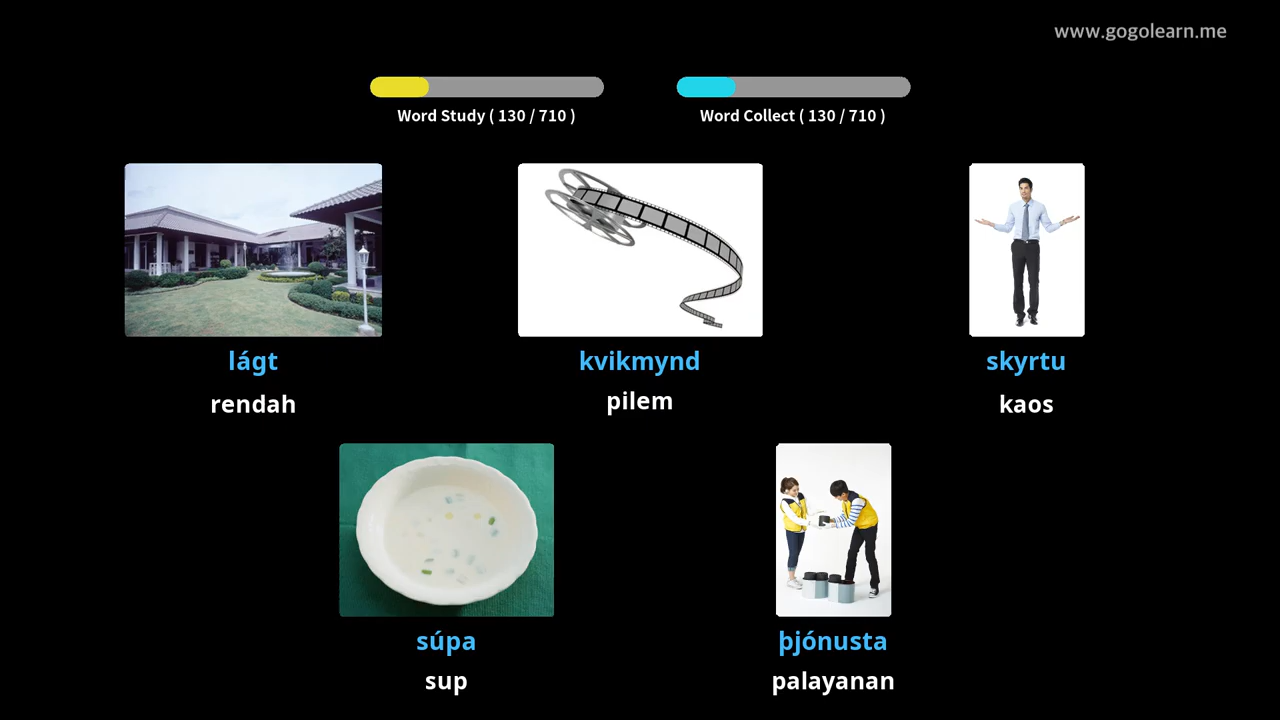 www.gogolearn.me
Word Study ( 130 / 710 )
Word Collect ( 130 / 710 )
lágt
rendah
kvikmynd
pilem
skyrtu
kaos
súpa
sup
þjónusta
palayanan